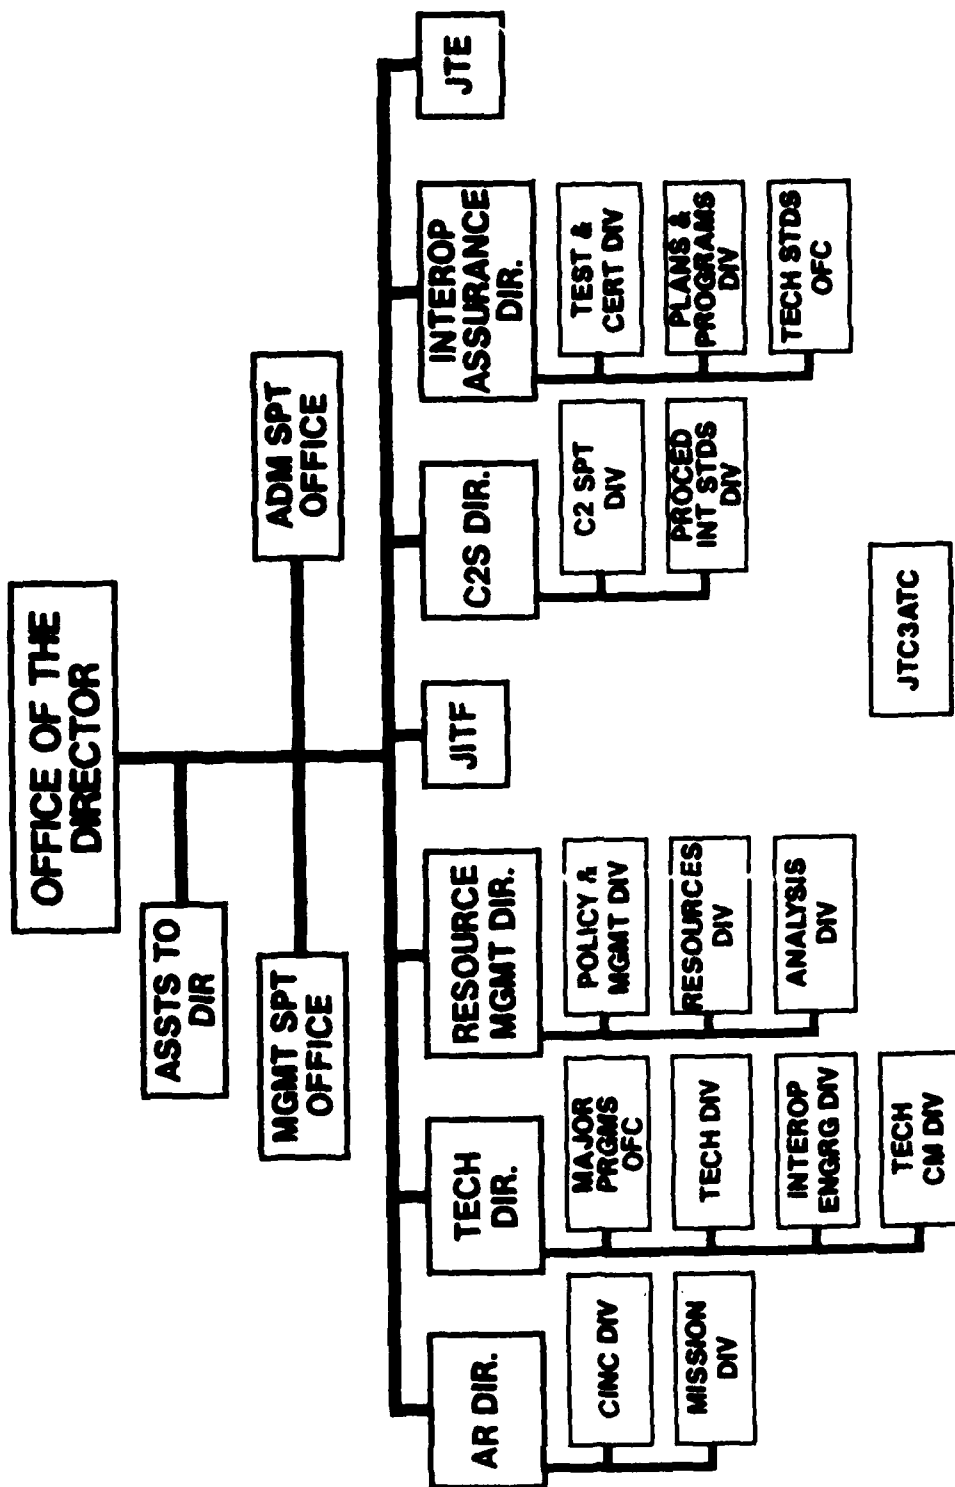 OFFICE OF THE
DIRECTOR
ASSTS TO
DIR
MGMT SPT
OFFICE
ADM SPT
OFFICE
AR DIR.
CINC DIV
MISSION
DIV
TECH
DIR.
MAJOR
PRGMS
OFC
TECH DIV
INTEROP
ENGRG DIV
TECH
CM DIV
RESOURCE
MGMT DIR.
POLICY &
MGMT DIV
RESOURCES
DIV
ANALYSIS
DIV
JITF
C2S DIR.
C2 SPT
DIV
PROCED
INT STDS
DIV
INTEROP
ASSURANCE
DIR.
TEST &
CERT DIV
PLANS &
PROGRAMS
DIV
TECH STDS
OFC
JTE
JTC3ATC